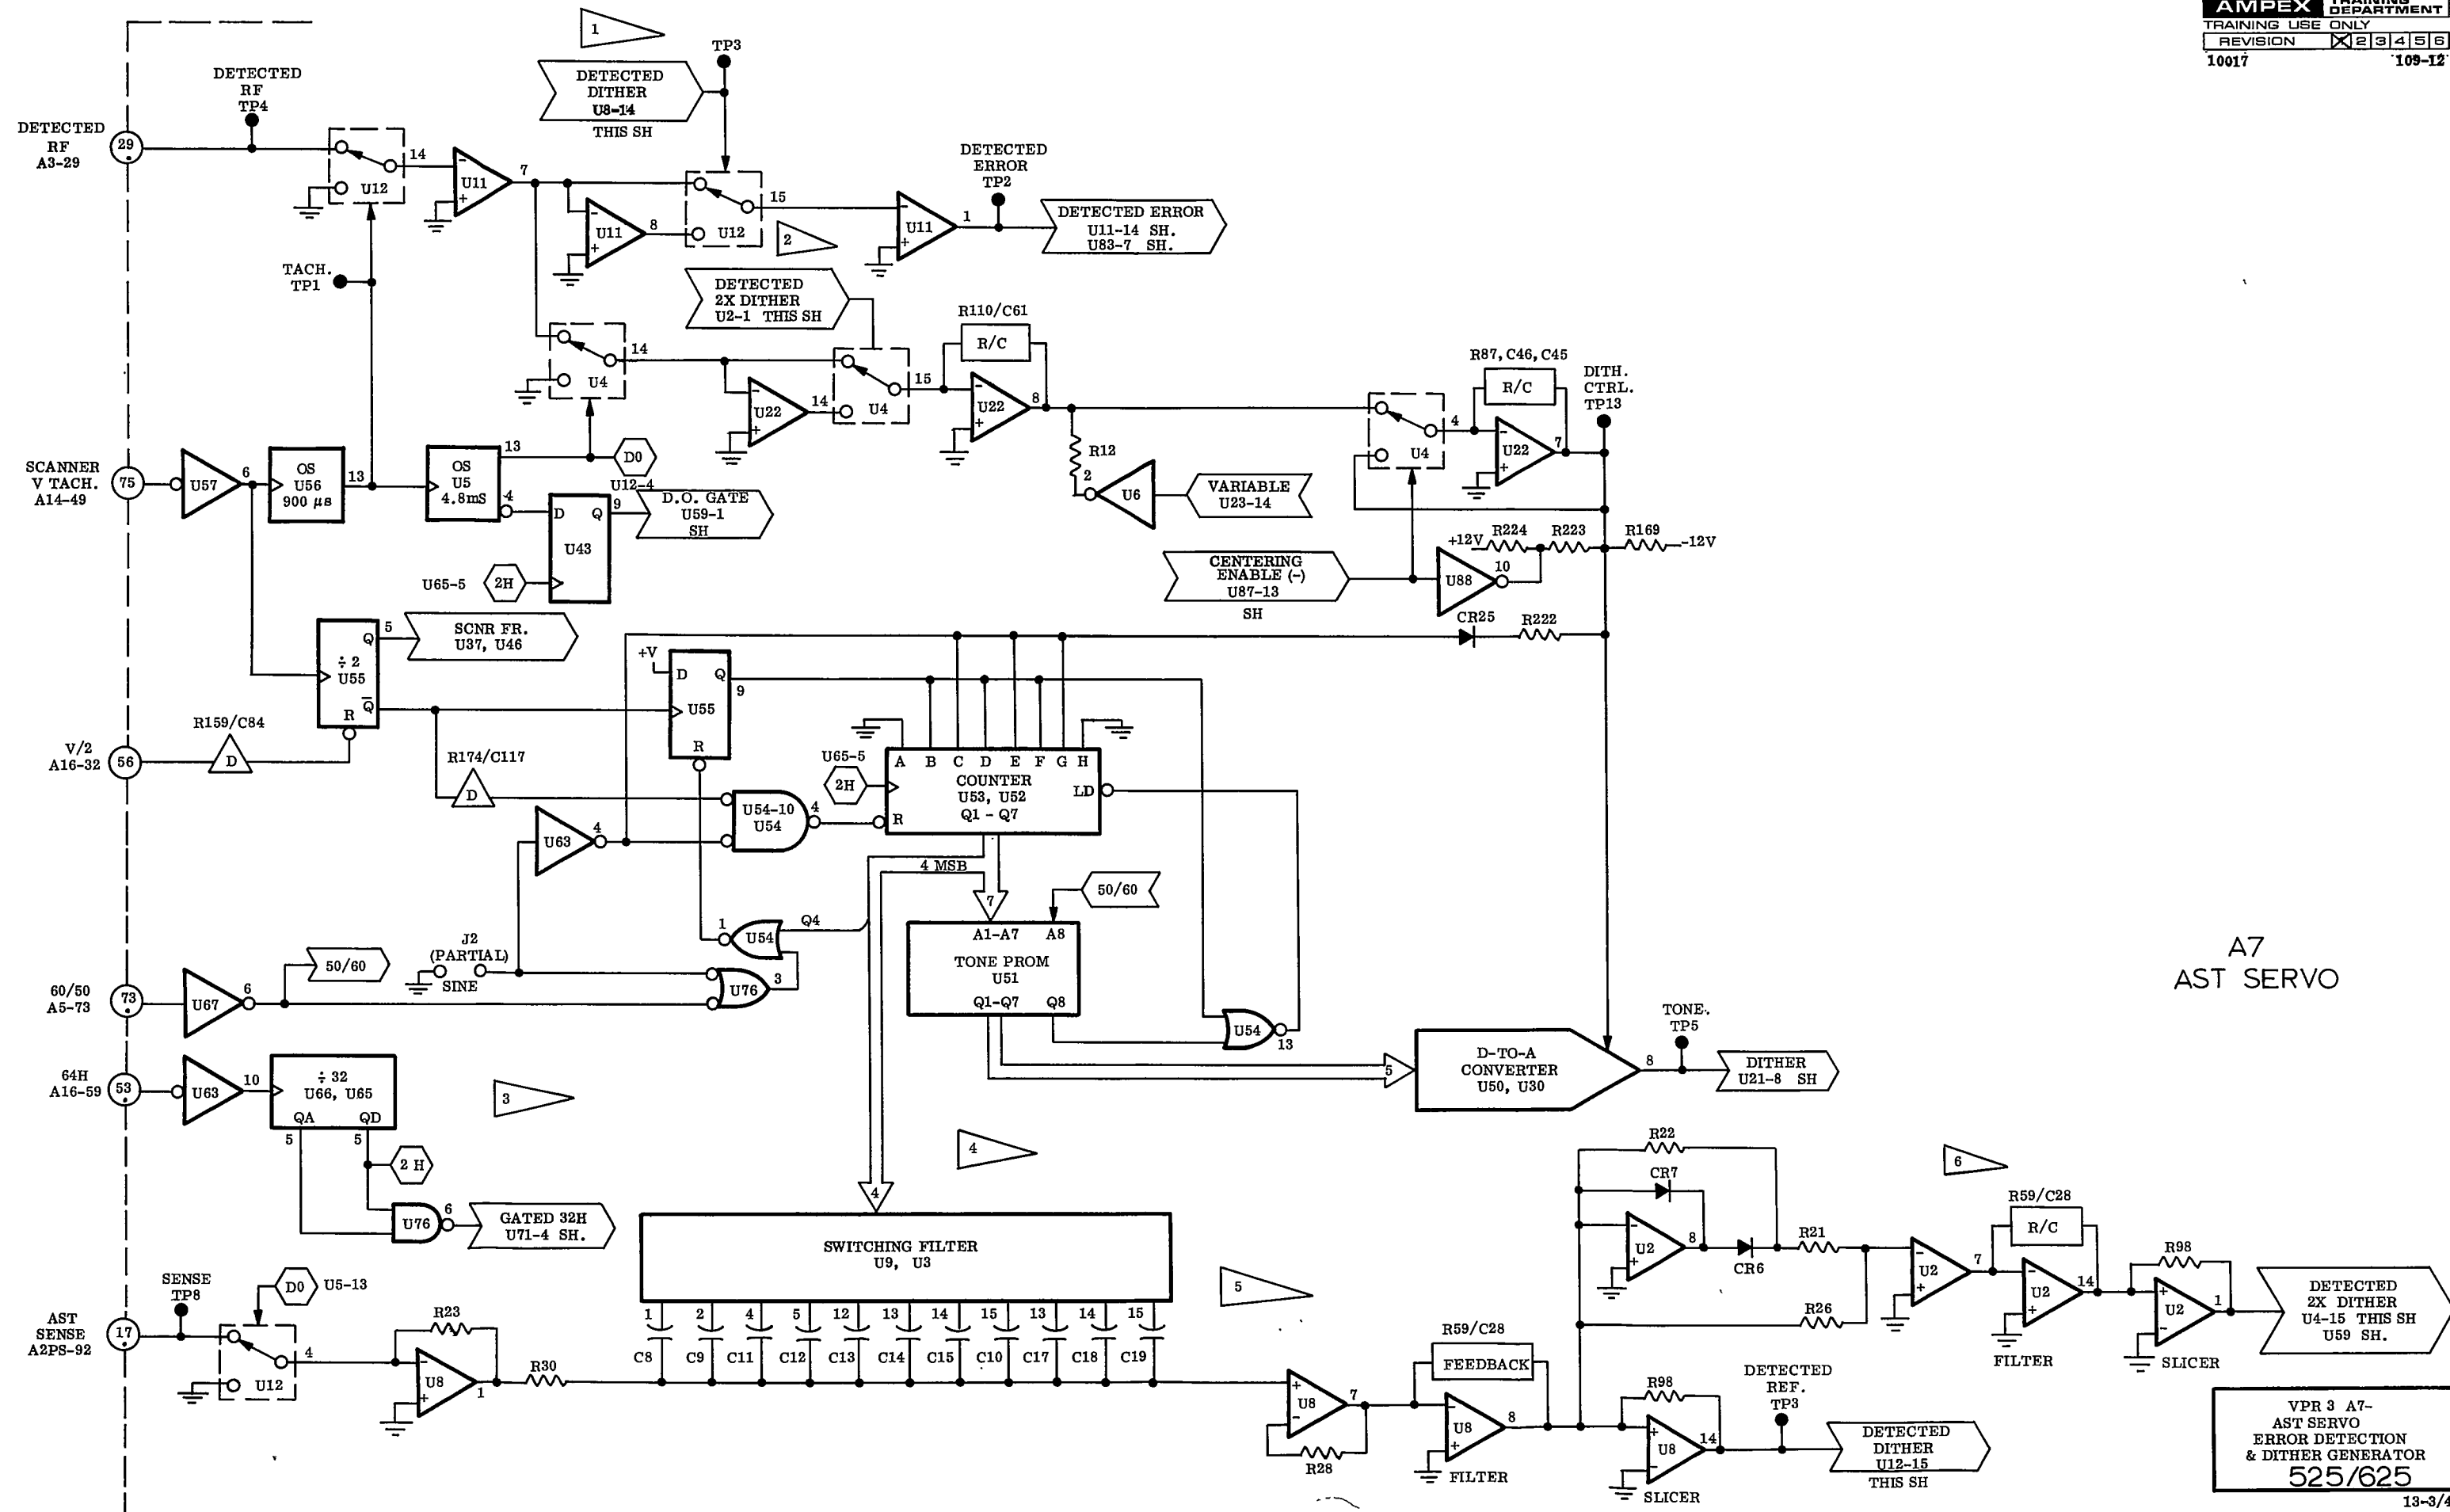 AMPEX TRAINING DEPARTMENT
TRAINING USE ONLY
REVISION X 2 3 4 5 6
10017 109-12
1
DETECTED
DITHER
U8-14
THIS SH
TP3
DETECTED
RF
TP4
DETECTED
RF
A3-29
29
14
U12
- + U11
7
- + U11
8
15
U12
2
- + U11
1
DETECTED
ERROR
TP2
DETECTED ERROR
U11-14 SH.
U83-7 SH.
TACH.
TP1
DETECTED
2X DITHER
U2-1 THIS SH
14
U4
- + U22
14
15
U4
R110/C61
R/C
- + U22
8
R12
2
U6
VARIABLE
U23-14
4
U4
R87, C46, C45
R/C
- + U22
7
DITH.
CTRL.
TP13
SCANNER
V TACH.
A14-49
75
U57
6
OS
U56
900 µs
13
OS
U5
4.8mS
13
4
D0
U12-4
D Q
U43
9
D.O. GATE
U59-1
SH
U65-5
2H
CENTERING
ENABLE (-)
U87-13
SH
+12V
R224
R223
R169
-12V
U88
10
CR25
R222
Q
÷ 2
U55
Q
R
5
SCNR FR.
U37, U46
+V
D Q
U55
R
9
R159/C84
D
V/2
A16-32
56
R174/C117
D
U54-10
U54
4
U63
4
U65-5
2H
A B C D E F G H
COUNTER
U53, U52
Q1 - Q7
R
LD
4 MSB
7
50/60
A1-A7 A8
TONE PROM
U51
Q1-Q7 Q8
1
U54
Q4
J2
(PARTIAL)
SINE
50/60
60/50
A5-73
73
U67
6
U76
3
U54
13
5
D-TO-A
CONVERTER
U50, U30
8
TONE.
TP5
DITHER
U21-8 SH
A7
AST SERVO
64H
A16-59
53
U63
10
÷ 32
U66, U65
QA QD
5 5
2 H
U76
6
GATED 32H
U71-4 SH.
3
4
4
SWITCHING FILTER
U9, U3
1 2 4 5 12 13 14 15 13 14 15
C8 C9 C11 C12 C13 C14 C15 C10 C17 C18 C19
5
SENSE
TP8
D0
U5-13
AST
SENSE
A2PS-92
17
4
U12
R23
- + U8
1
R30
+ - U8
7
R28
R59/C28
FEEDBACK
- + U8
8
FILTER
R98
+ - U8
14
SLICER
DETECTED
REF.
TP3
DETECTED
DITHER
U12-15
THIS SH
R22
CR7
- + U2
8
CR6
R21
R26
- + U2
7
6
R59/C28
R/C
- + U2
14
FILTER
R98
+ - U2
1
SLICER
DETECTED
2X DITHER
U4-15 THIS SH
U59 SH.
VPR 3 A7-
AST SERVO
ERROR DETECTION
& DITHER GENERATOR
525/625
13-3/4